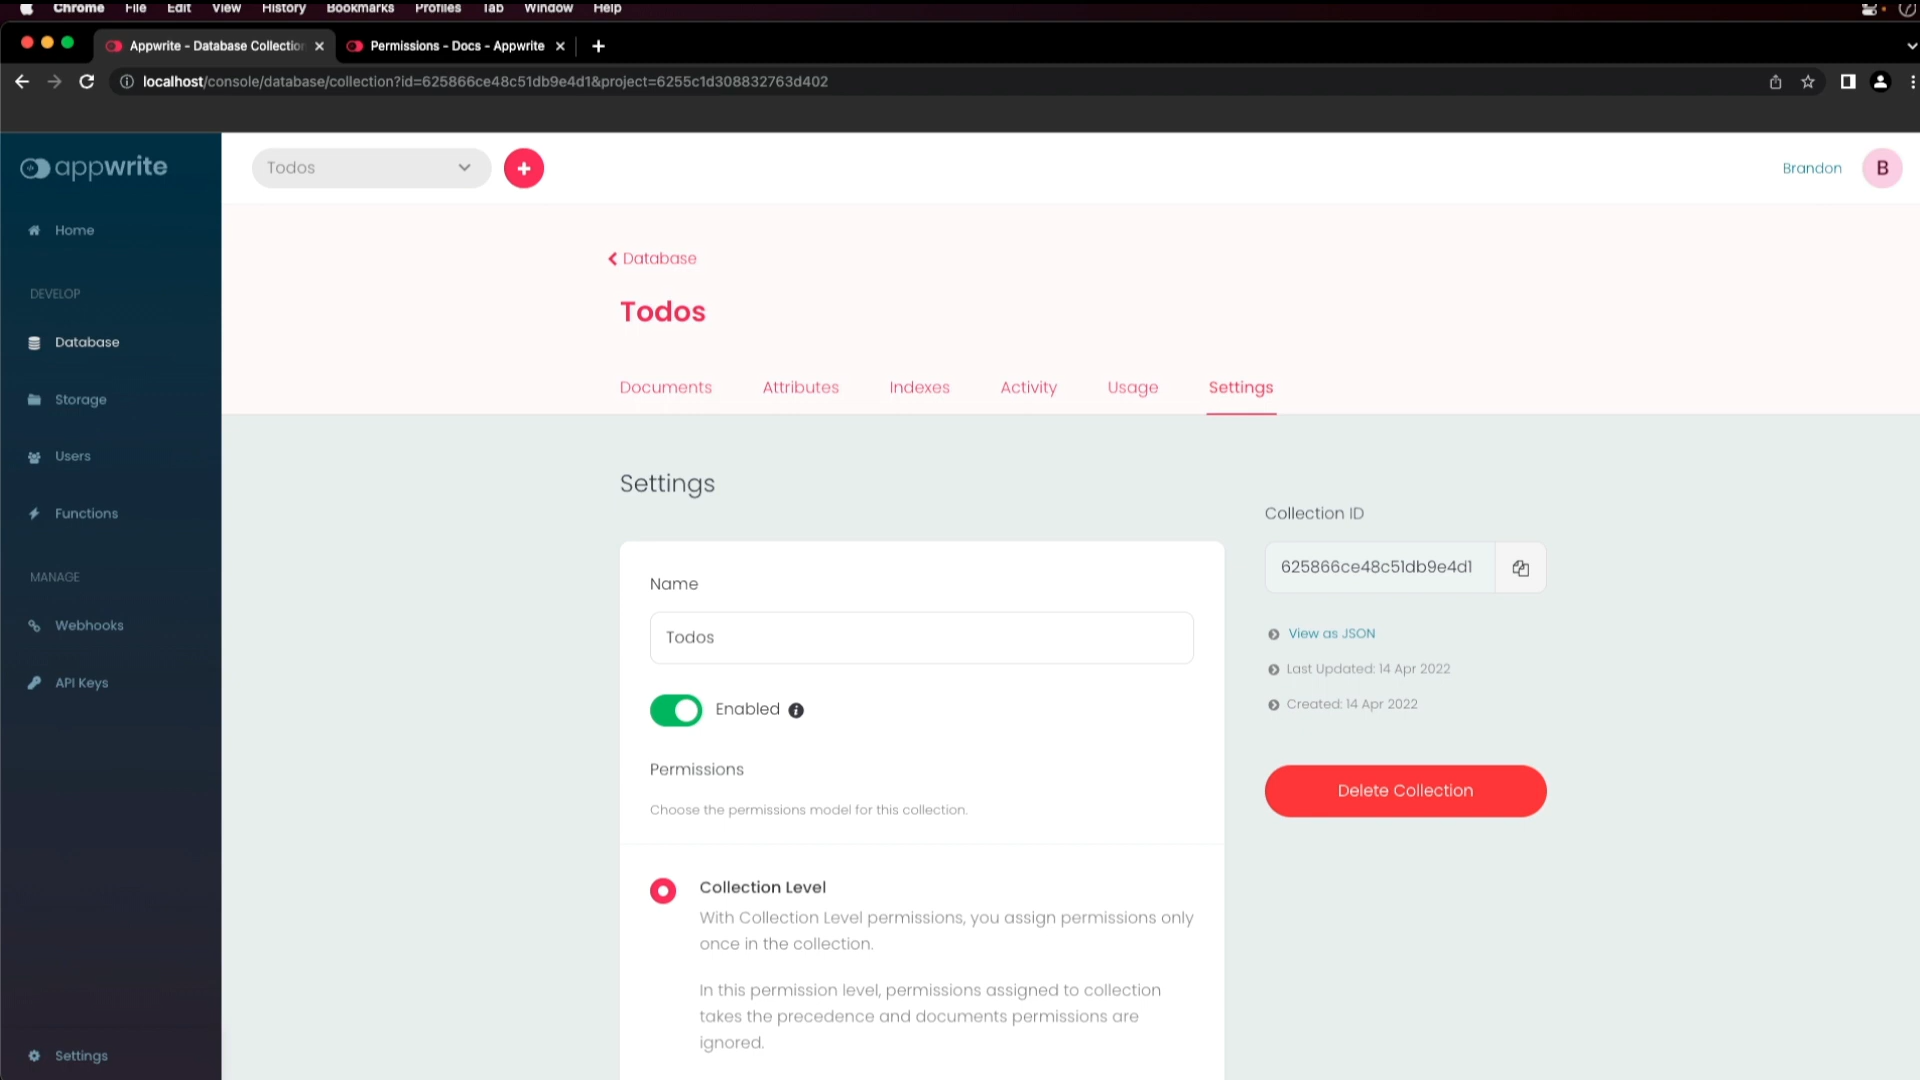 Chrome File Edit View History Bookmarks Profiles Tab Window Help
Appwrite - Database Collection Permissions - Docs - Appwrite
localhost/console/database/collection?id=625866ce48c51db9e4d1&project=6255c1d308832763d402
appwrite
Todos
Brandon B
Home
DEVELOP
Database
Storage
Users
Functions
MANAGE
Webhooks
API Keys
Settings
Database
Todos
Documents Attributes Indexes Activity Usage Settings
Settings
Name
Todos
Enabled
Permissions
Choose the permissions model for this collection.
Collection Level
With Collection Level permissions, you assign permissions only
once in the collection.
In this permission level, permissions assigned to collection
takes the precedence and documents permissions are
ignored.
Collection ID
625866ce48c51db9e4d1
View as JSON
Last Updated: 14 Apr 2022
Created: 14 Apr 2022
Delete Collection